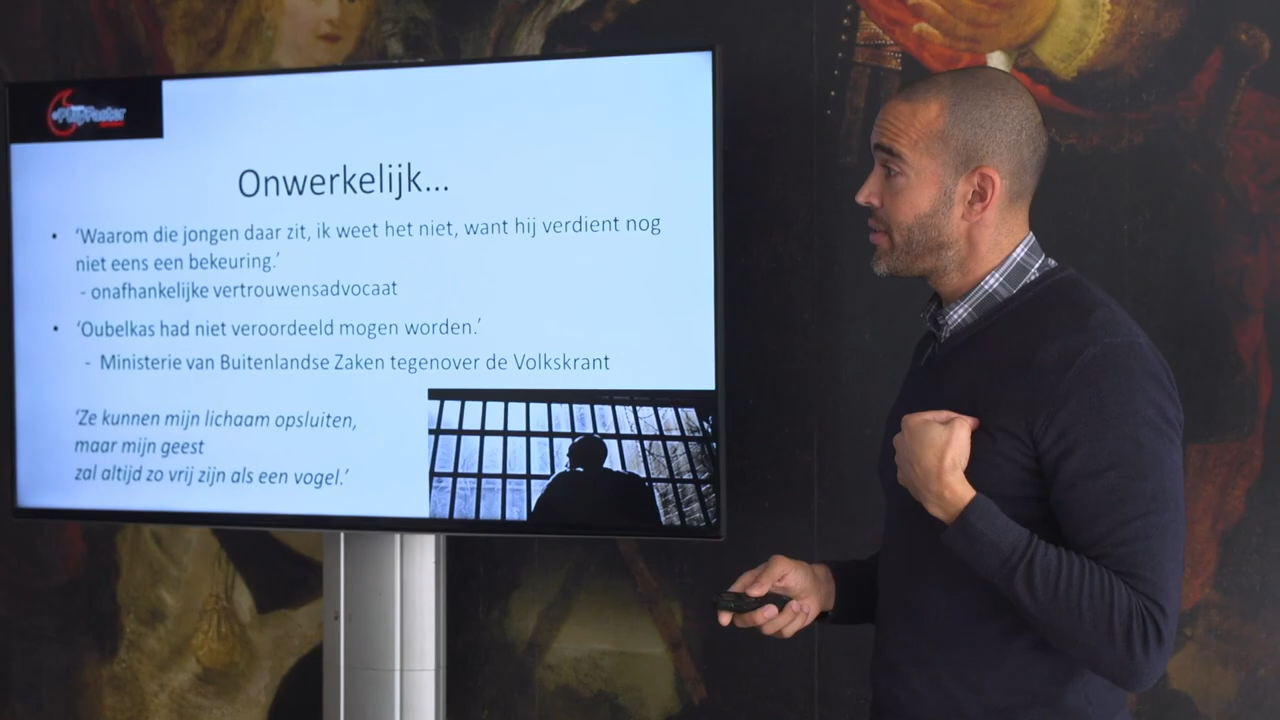 ePlayFaster
Onwerkelijk...
• 'Waarom die jongen daar zit, ik weet het niet, want hij verdient nog
niet eens een bekeuring.'
- onafhankelijke vertrouwensadvocaat
• 'Oubelkas had niet veroordeeld mogen worden.'
- Ministerie van Buitenlandse Zaken tegenover de Volkskrant
'Ze kunnen mijn lichaam opsluiten,
maar mijn geest
zal altijd zo vrij zijn als een vogel.'